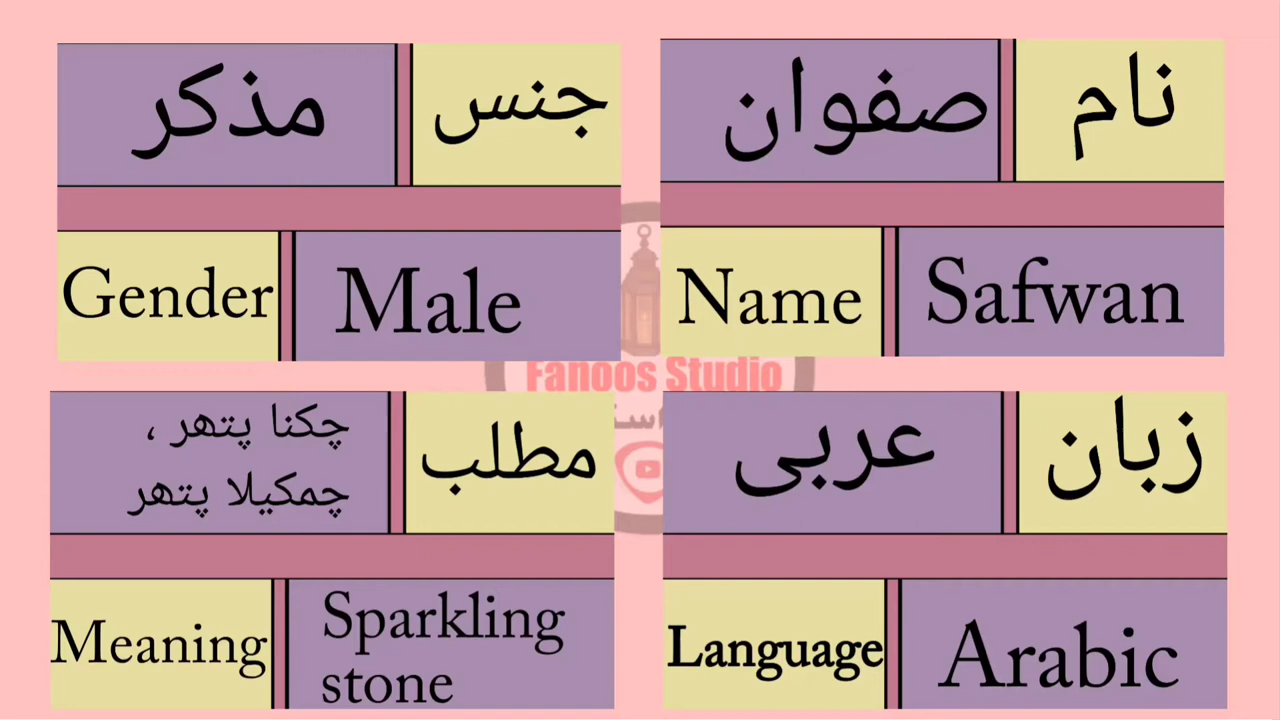 نام
صفوان
Name
Safwan
جنس
مذکر
Gender
Male
زبان
عربی
Language
Arabic
مطلب
چکنا پتھر ،
چمکیلا پتھر
Meaning
Sparkling
stone
Fanoos Studio